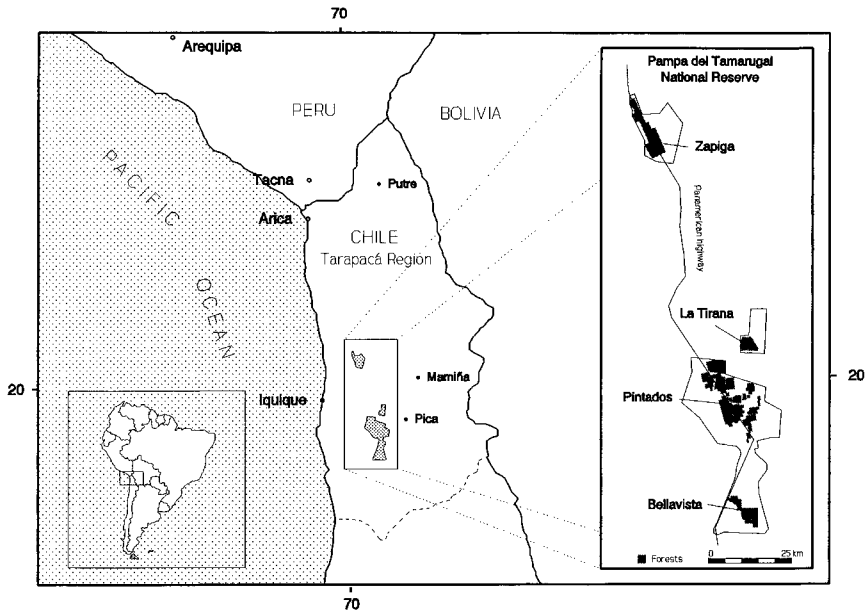 70
Arequipa
PERU
BOLIVIA
PACIFIC
OCEAN
Tacna
Putre
Arica
CHILE
Tarapacá Región
20
Iquique
Mamiña
Pica
70
Pampa del Tamarugal
National Reserve
Zapiga
Panamerican highway
La Tirana
20
Pintados
Bellavista
Forests
0 25 km